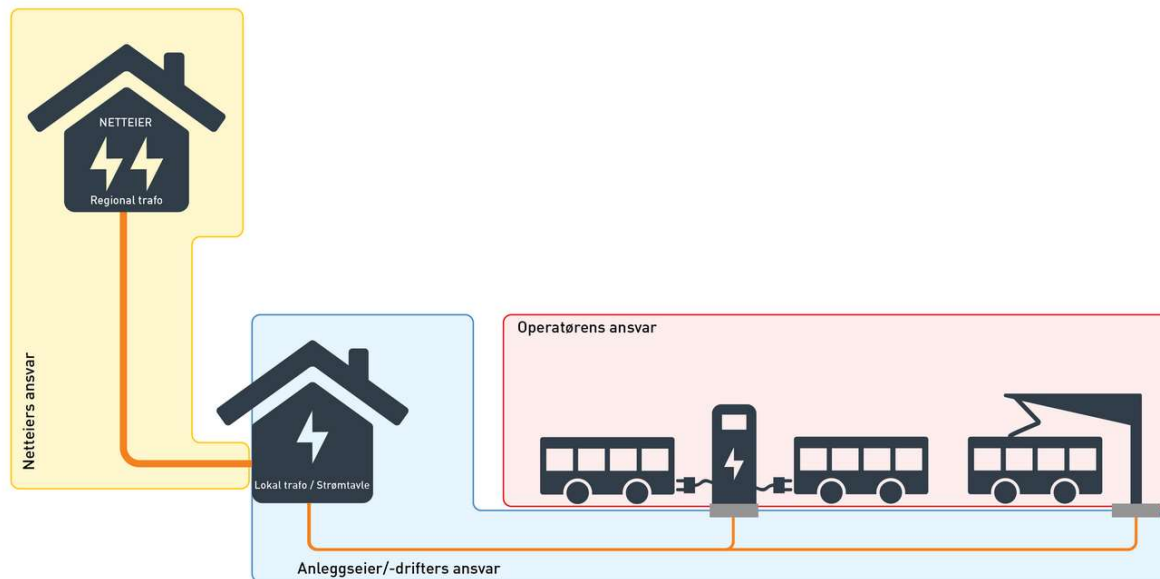 NETTEIER
Regional trafo
Netteiers ansvar
Operatørens ansvar
Lokal trafo / Strømtavle
Anleggseier/-drifters ansvar